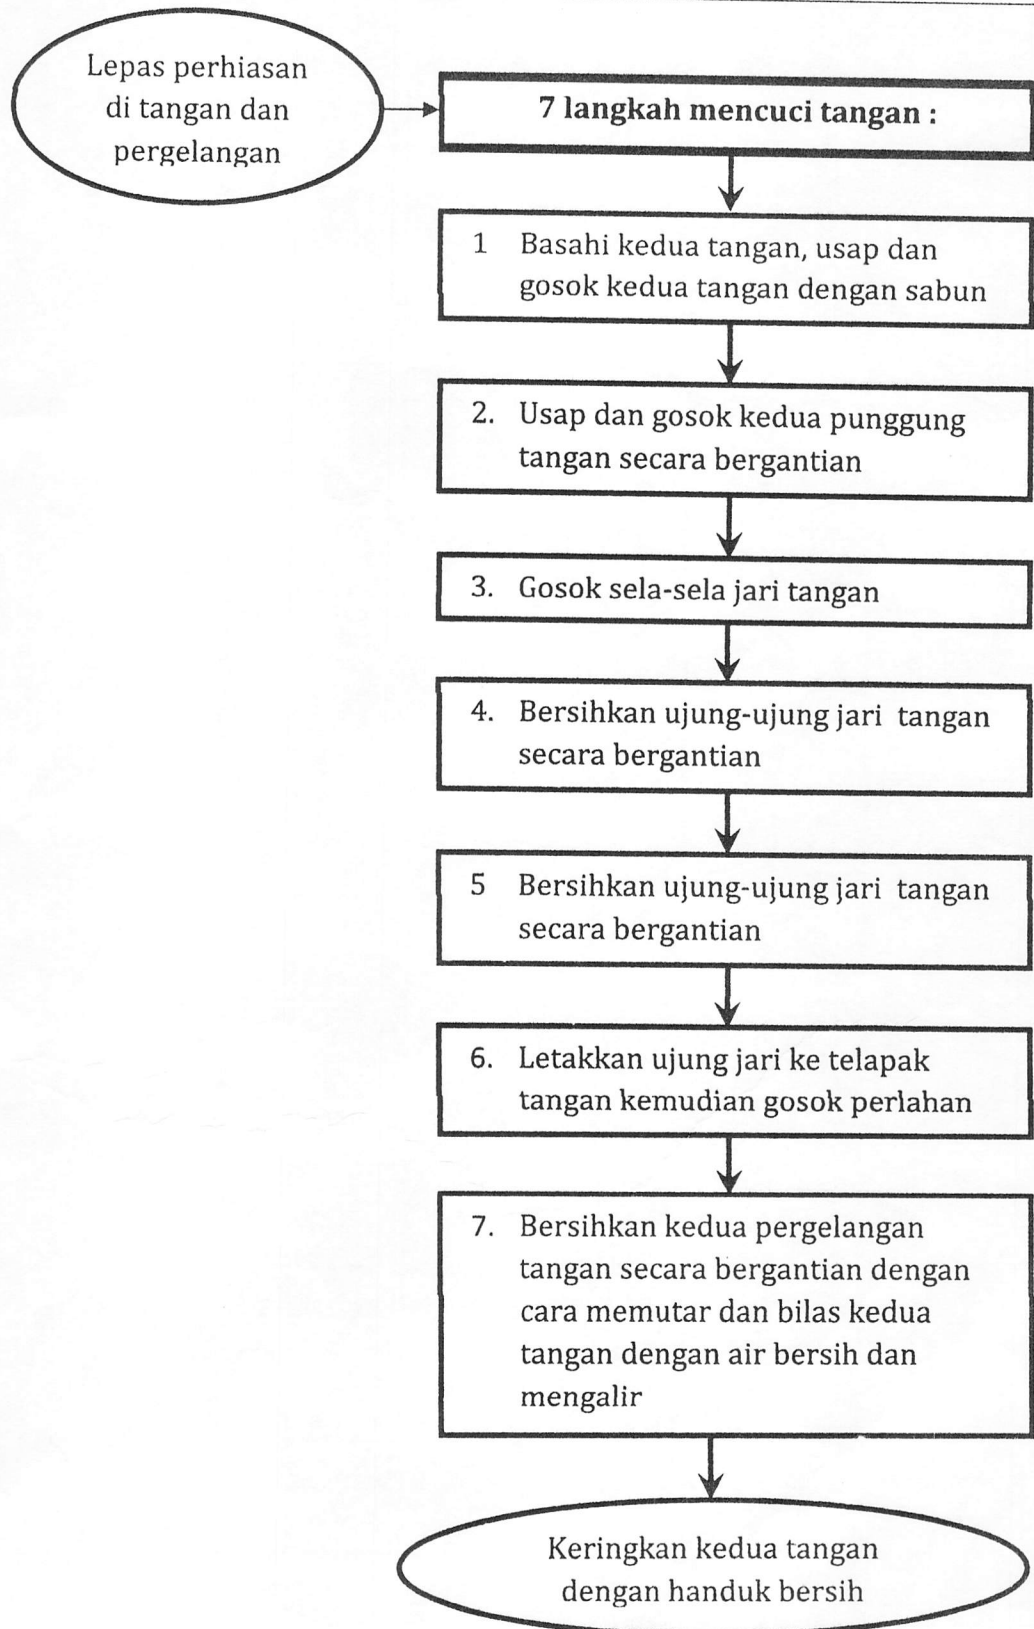 Lepas perhiasan
di tangan dan
pergelangan
7 langkah mencuci tangan :
1 Basahi kedua tangan, usap dan
gosok kedua tangan dengan sabun
2. Usap dan gosok kedua punggung
tangan secara bergantian
3. Gosok sela-sela jari tangan
4. Bersihkan ujung-ujung jari tangan
secara bergantian
5 Bersihkan ujung-ujung jari tangan
secara bergantian
6. Letakkan ujung jari ke telapak
tangan kemudian gosok perlahan
7. Bersihkan kedua pergelangan
tangan secara bergantian dengan
cara memutar dan bilas kedua
tangan dengan air bersih dan
mengalir
Keringkan kedua tangan
dengan handuk bersih